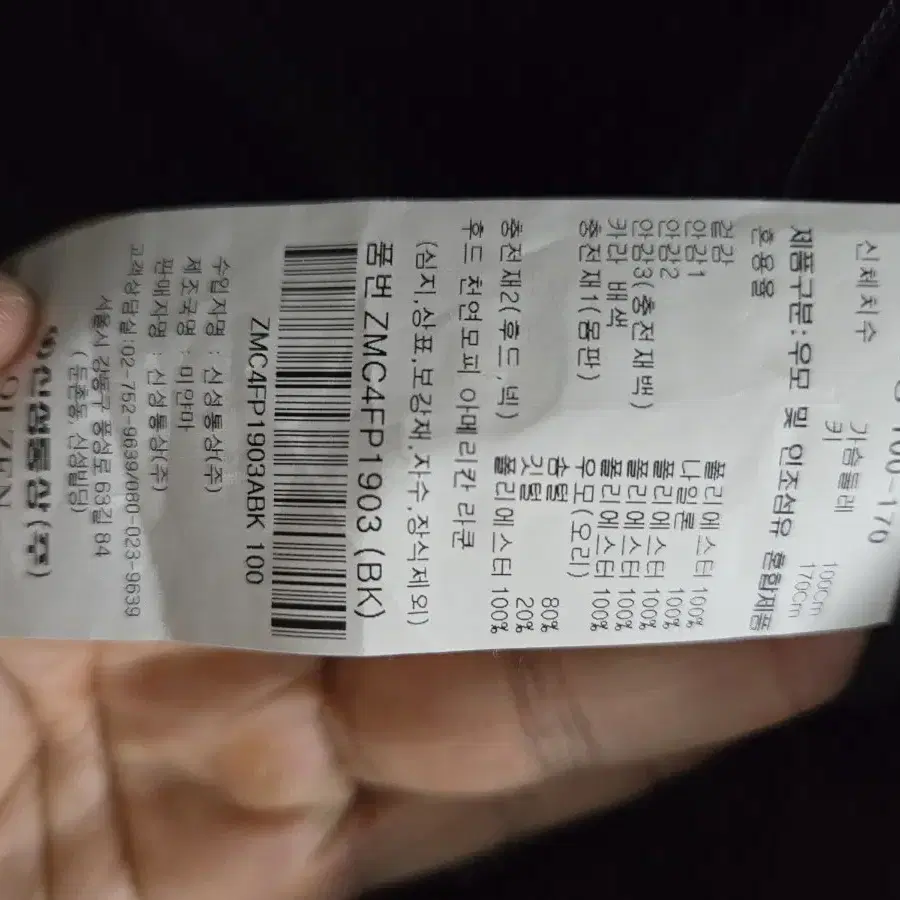 100-170
신체치수
가슴둘레 100Cm
키 170Cm
제품구분:우모 및 인조섬유 혼합제품
혼용율
겉감 폴리에스터 100%
안감1 나일론 100%
안감2 폴리에스터 100%
안감3(충전재백) 폴리에스터 100%
카라 배색 폴리에스터 100%
충전재1(몸판) 우모(오리)
솜털 80%
깃털 20%
충전재2(후드,넥) 폴리에스터 100%
후드 천연모피 아메리칸 라쿤
(심지,상표,보강재,자수,장식제외)
품번 ZMC4FP1903 (BK)
ZMC4FP1903ABK 100
수입자명 : 신성통상(주)
제조국명 : 미얀마
판매자명 : 신성통상(주)
고객상담실:02-752-9639/080-023-9639
서울시 강동구 풍성로 63길 84
(둔촌동, 신성빌딩)
신성통상(주)
OLZEN